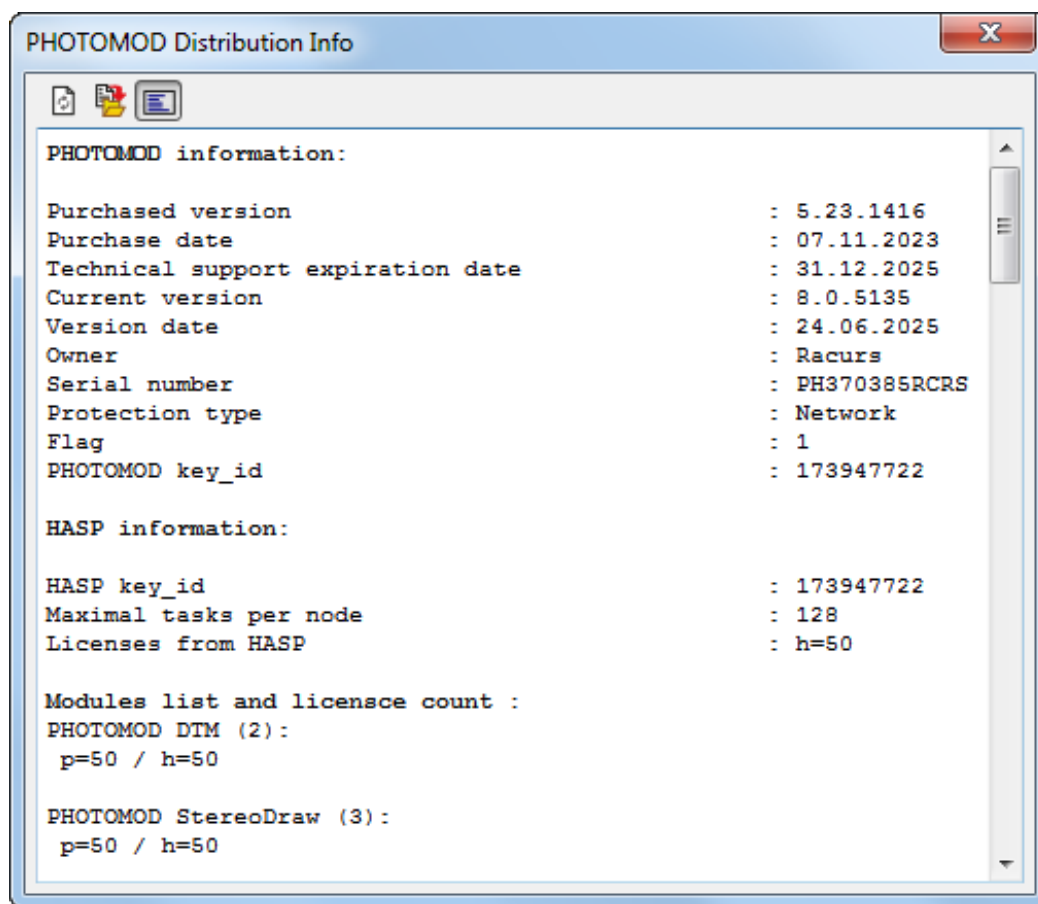 PHOTOMOD Distribution Info
PHOTOMOD information:
Purchased version : 5.23.1416
Purchase date : 07.11.2023
Technical support expiration date : 31.12.2025
Current version : 8.0.5135
Version date : 24.06.2025
Owner : Racurs
Serial number : PH370385RCRS
Protection type : Network
Flag : 1
PHOTOMOD key_id : 173947722
HASP information:
HASP key_id : 173947722
Maximal tasks per node : 128
Licenses from HASP : h=50
Modules list and licensce count :
PHOTOMOD DTM (2):
p=50 / h=50
PHOTOMOD StereoDraw (3):
p=50 / h=50